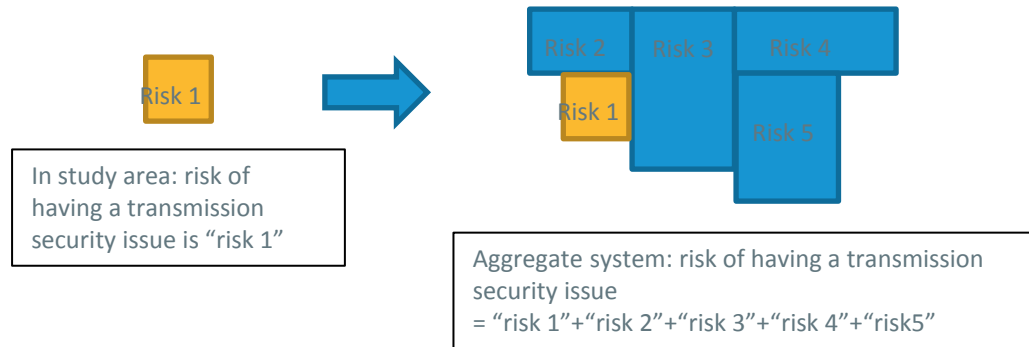 Risk 1
Risk 2
Risk 3
Risk 4
Risk 1
Risk 5
In study area: risk of
having a transmission
security issue is “risk 1”
Aggregate system: risk of having a transmission
security issue
= “risk 1”+“risk 2”+“risk 3”+“risk 4”+“risk5”